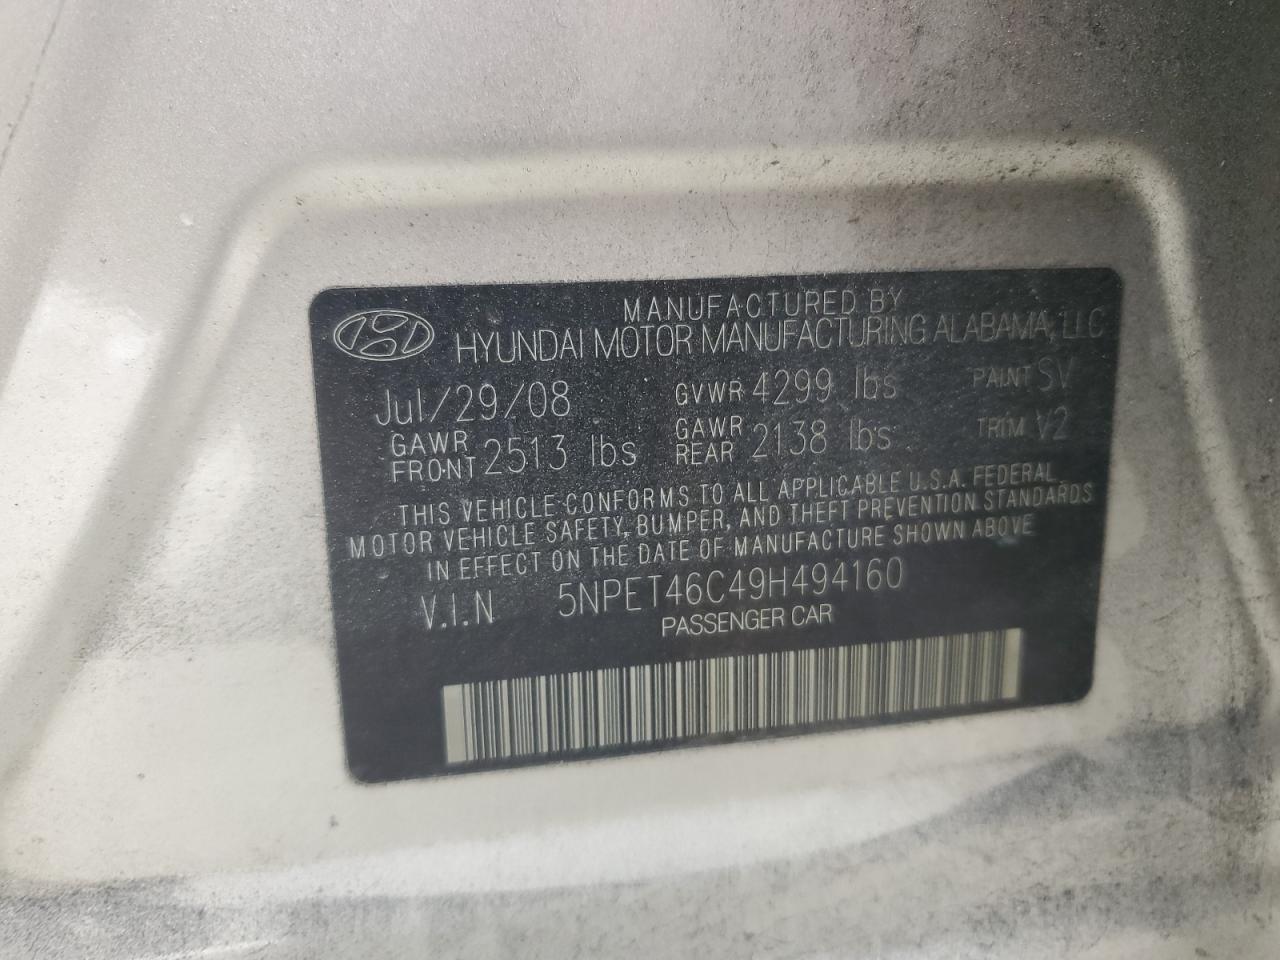 MANUFACTURED BY
HYUNDAI MOTOR MANUFACTURING ALABAMA, LLC
Jul/29/08 GVWR 4299 lbs PAINT SV
GAWR FRONT 2513 lbs GAWR REAR 2138 lbs TRIM V2
THIS VEHICLE CONFORMS TO ALL APPLICABLE U.S.A. FEDERAL
MOTOR VEHICLE SAFETY, BUMPER, AND THEFT PREVENTION STANDARDS
IN EFFECT ON THE DATE OF MANUFACTURE SHOWN ABOVE
V.I.N 5NPET46C49H494160
PASSENGER CAR